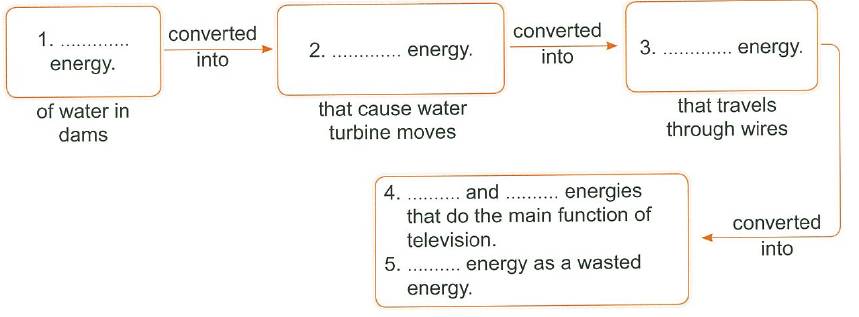 1. .............
energy.
converted
into
2. ............. energy.
converted
into
3. ............. energy.
of water in
dams
that cause water
turbine moves
that travels
through wires
4. .......... and .......... energies
that do the main function of
television.
5. .......... energy as a wasted
energy.
converted
into